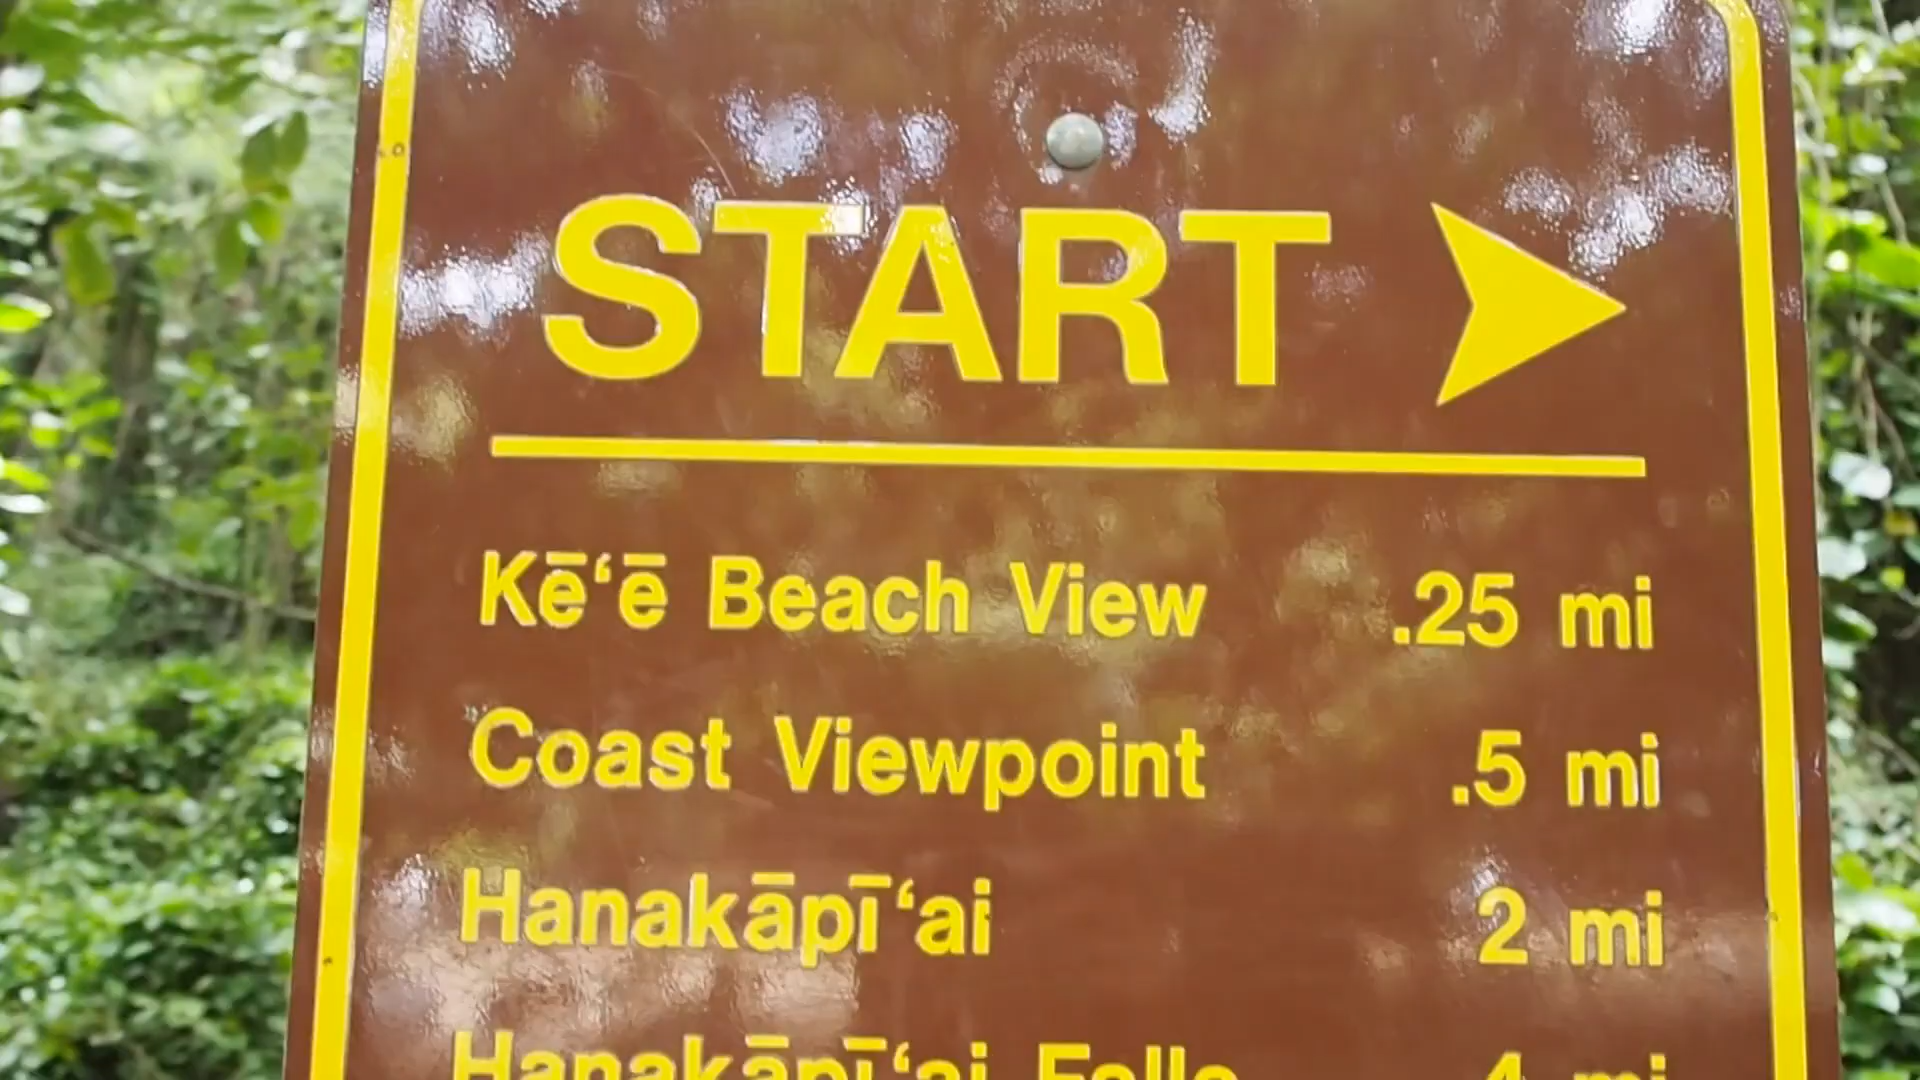 START
Kē‘ē Beach View .25 mi
Coast Viewpoint .5 mi
Hanakāpī‘ai 2 mi
Hanakāpī‘ai Falls 4 mi